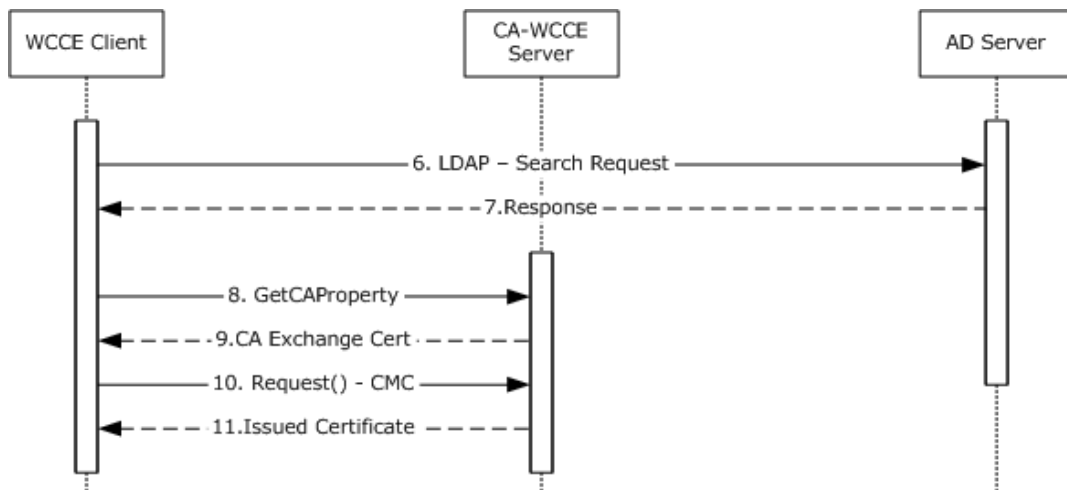 WCCE Client
CA-WCCE
Server
AD Server
6. LDAP – Search Request
7.Response
8. GetCAProperty
9.CA Exchange Cert
10. Request() - CMC
11.Issued Certificate